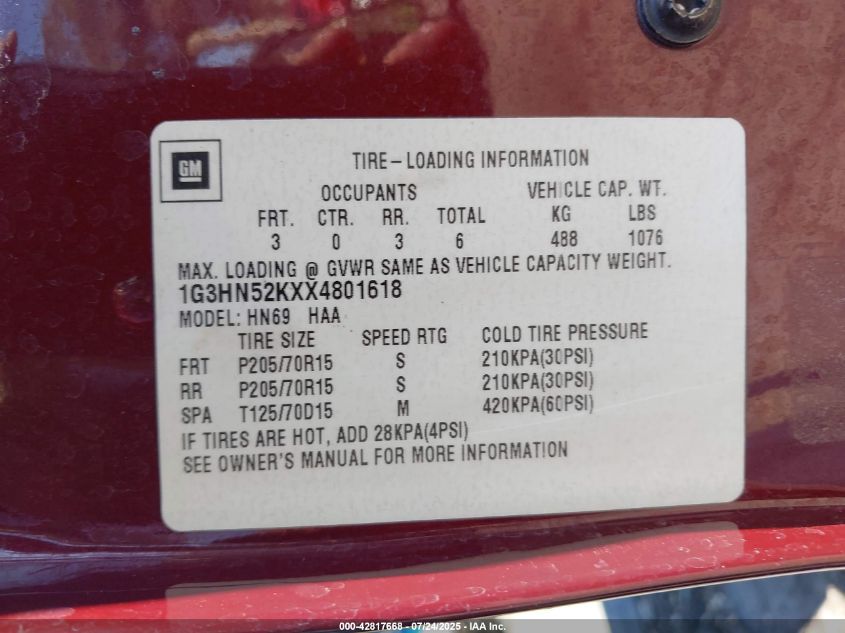 GM
TIRE-LOADING INFORMATION
OCCUPANTS VEHICLE CAP. WT.
FRT. CTR. RR. TOTAL KG LBS
3 0 3 6 488 1076
MAX. LOADING @ GVWR SAME AS VEHICLE CAPACITY WEIGHT.
1G3HN52KXX4801618
MODEL: HN69 HAA
TIRE SIZE SPEED RTG COLD TIRE PRESSURE
FRT P205/70R15 S 210KPA(30PSI)
RR P205/70R15 S 210KPA(30PSI)
SPA T125/70D15 M 420KPA(60PSI)
IF TIRES ARE HOT, ADD 28KPA(4PSI)
SEE OWNER'S MANUAL FOR MORE INFORMATION
000-42817668 - 07/24/2025 - IAA Inc.